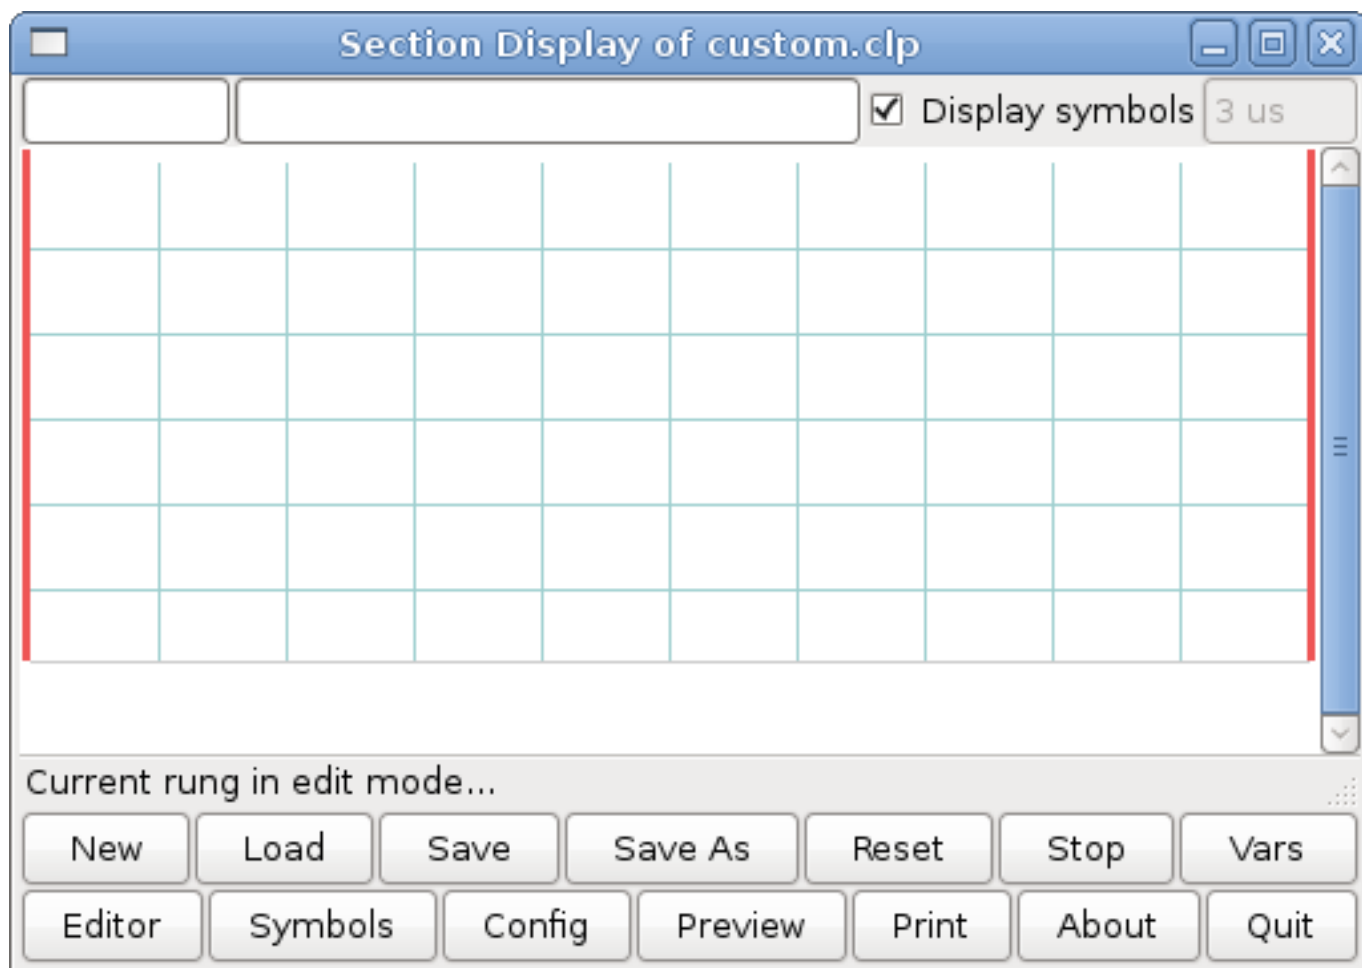 Section Display of custom.clp
Display symbols 3 us
Current rung in edit mode...
New Load Save Save As Reset Stop Vars
Editor Symbols Config Preview Print About Quit